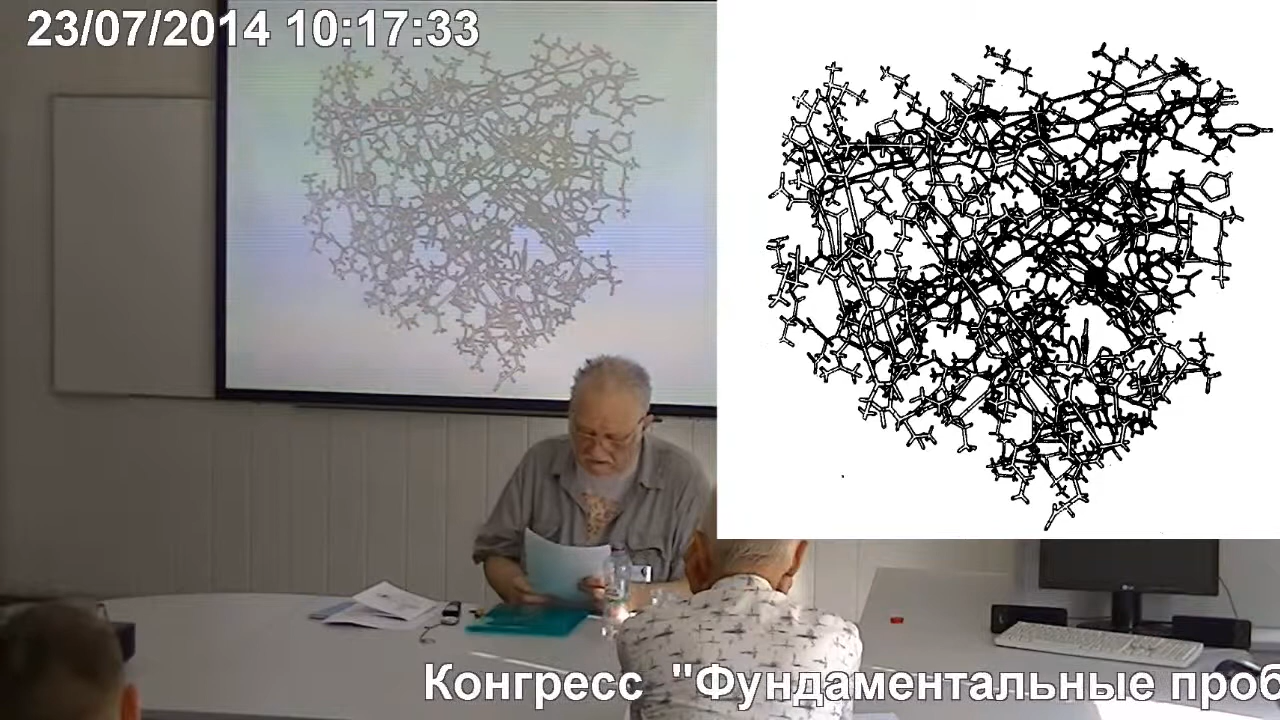 23/07/2014 10:17:33
Конгресс "Фундаментальные проб